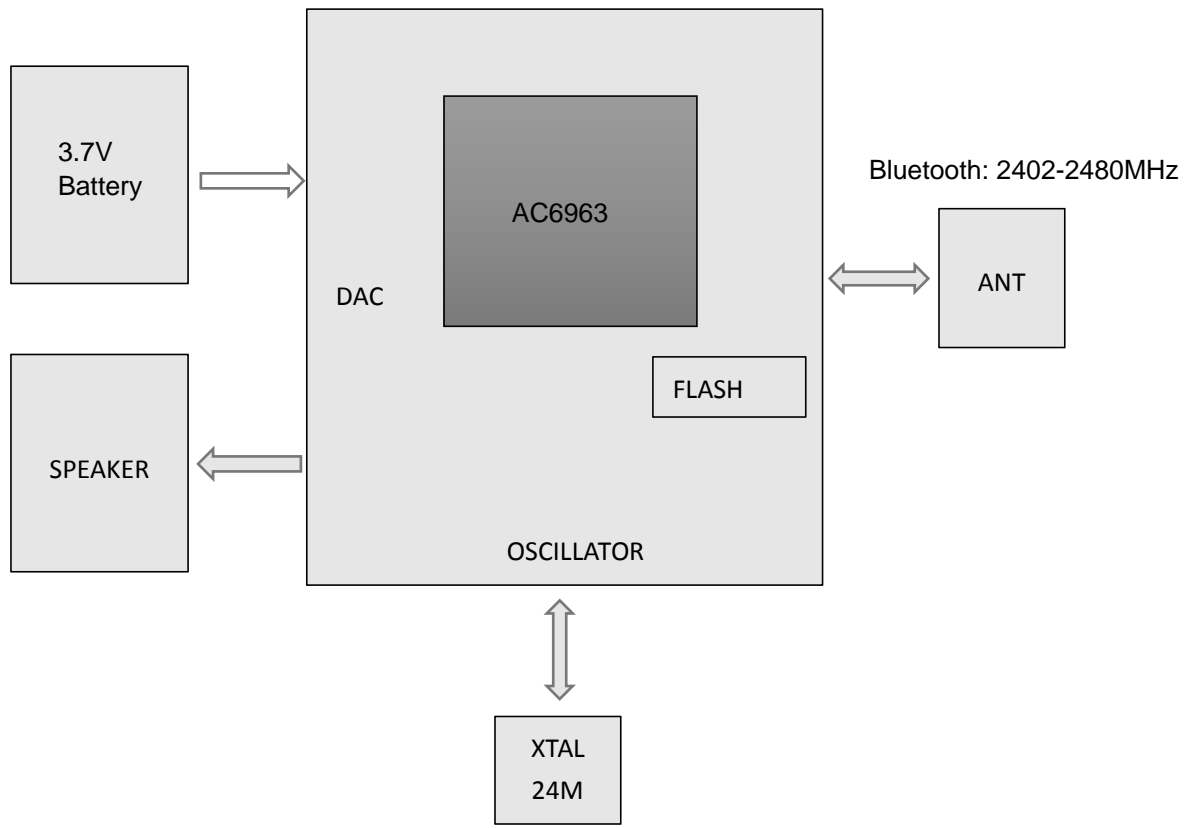 3.7V
Battery
AC6963
Bluetooth: 2402-2480MHz
ANT
DAC
FLASH
SPEAKER
OSCILLATOR
XTAL
24M